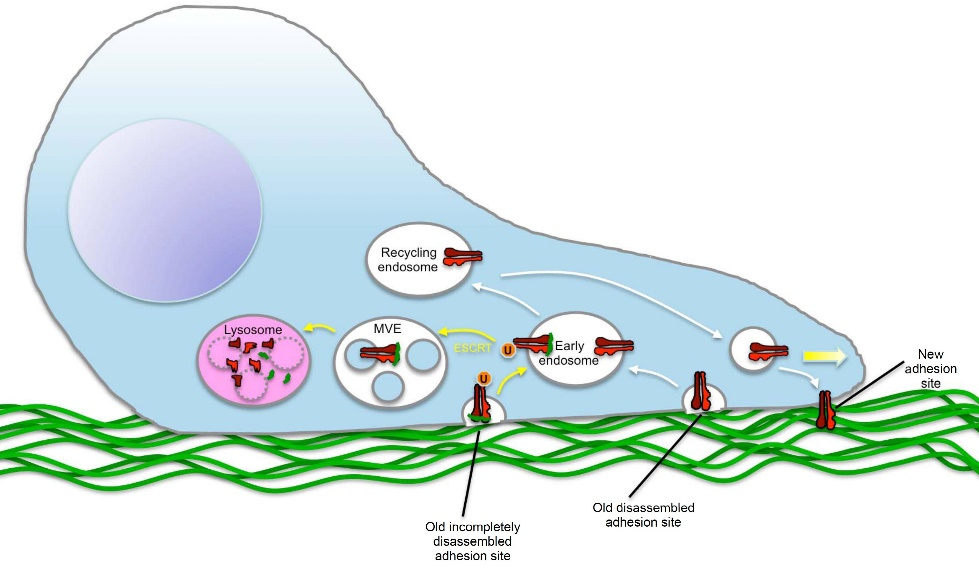 Recycling
endosome
Lysosome
MVE
ESCRT
U
Early
endosome
U
New
adhesion
site
Old disassembled
adhesion site
Old incompletely
disassembled
adhesion site